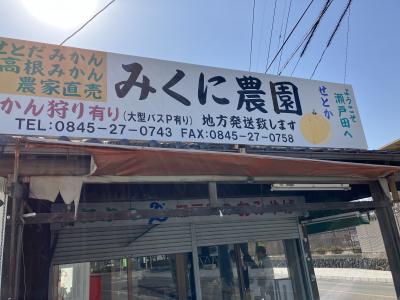 せとだみかん
高根みかん
農家直売
みくに農園
かん狩り有り(大型バスP有り) 地方発送致します
TEL:0845-27-0743 FAX:0845-27-0758
せとか
ようこそ
瀬戸田へ